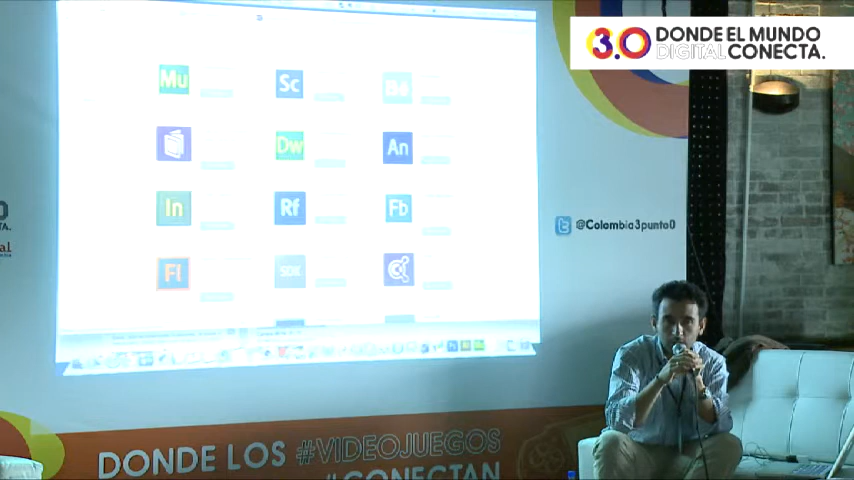 3.0 DONDE EL MUNDO
DIGITAL CONECTA.
Mu Sc Bē
Dw An
In Rf Fb
Fl SDK
@Colombia3punto0
DONDE LOS #VIDEOJUEGOS
#CONECTAN